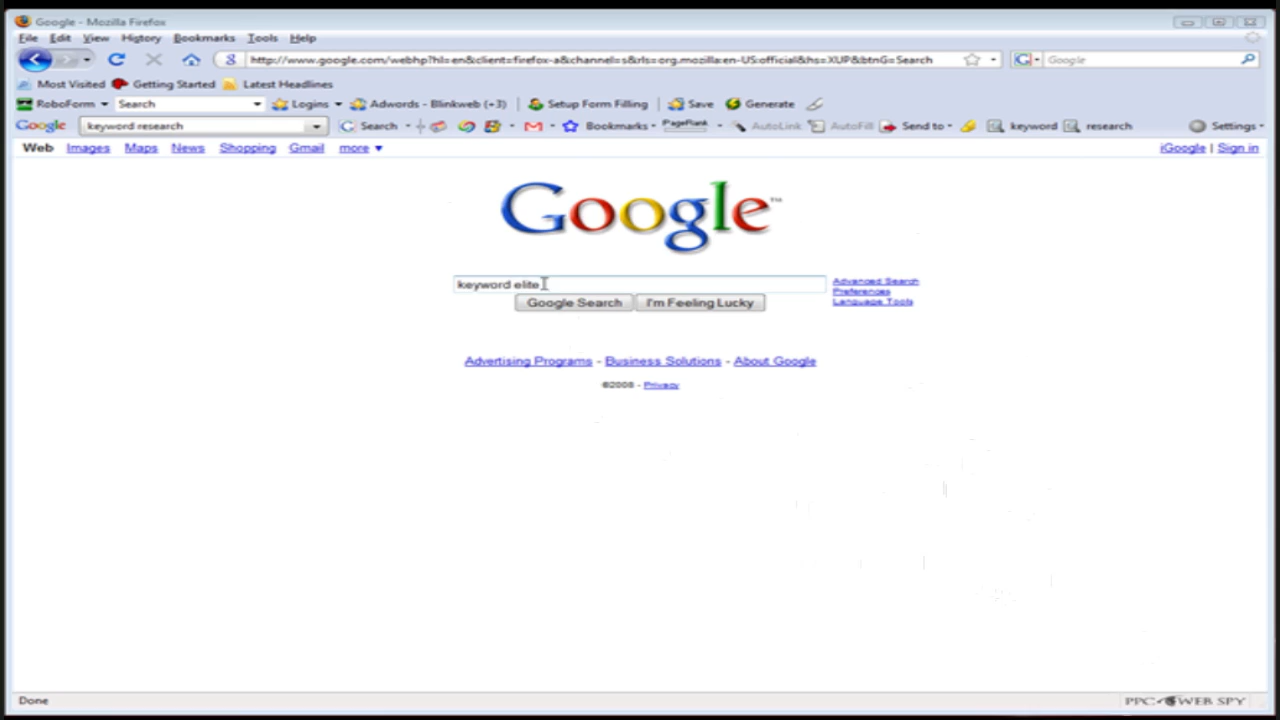 Google - Mozilla Firefox
File Edit View History Bookmarks Tools Help
http://www.google.com/webhp?hl=en&client=firefox-a&channel=s&rls=org.mozilla:en-US:official&hs=XUP&btnG=Search Google
Most Visited Getting Started Latest Headlines
RoboForm Search Logins Adwords - Blinkweb (+3) Setup Form Filling Save Generate
Google keyword research Search Bookmarks PageRank AutoLink AutoFill Send to keyword research Settings
Web Images Maps News Shopping Gmail more iGoogle | Sign in
Google™
keyword elite
Advanced Search
Preferences
Language Tools
Google Search I'm Feeling Lucky
Advertising Programs - Business Solutions - About Google
©2008 - Privacy
Done PPC WEB SPY